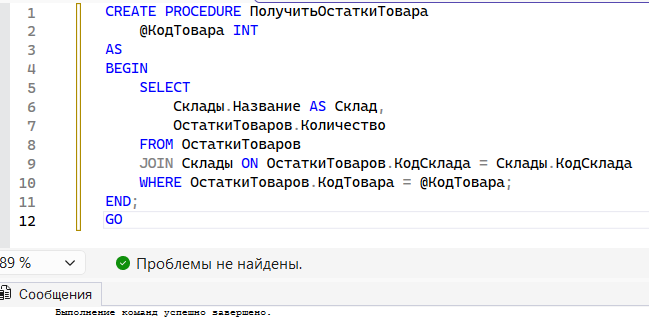 1 CREATE PROCEDURE ПолучитьОстаткиТовара
2 @КодТовара INT
3 AS
4 BEGIN
5 SELECT
6 Склады.Название AS Склад,
7 ОстаткиТоваров.Количество
8 FROM ОстаткиТоваров
9 JOIN Склады ON ОстаткиТоваров.КодСклада = Склады.КодСклада
10 WHERE ОстаткиТоваров.КодТовара = @КодТовара;
11 END;
12 GO
89 % Проблемы не найдены.
Сообщения
Выполнение команд успешно завершено.